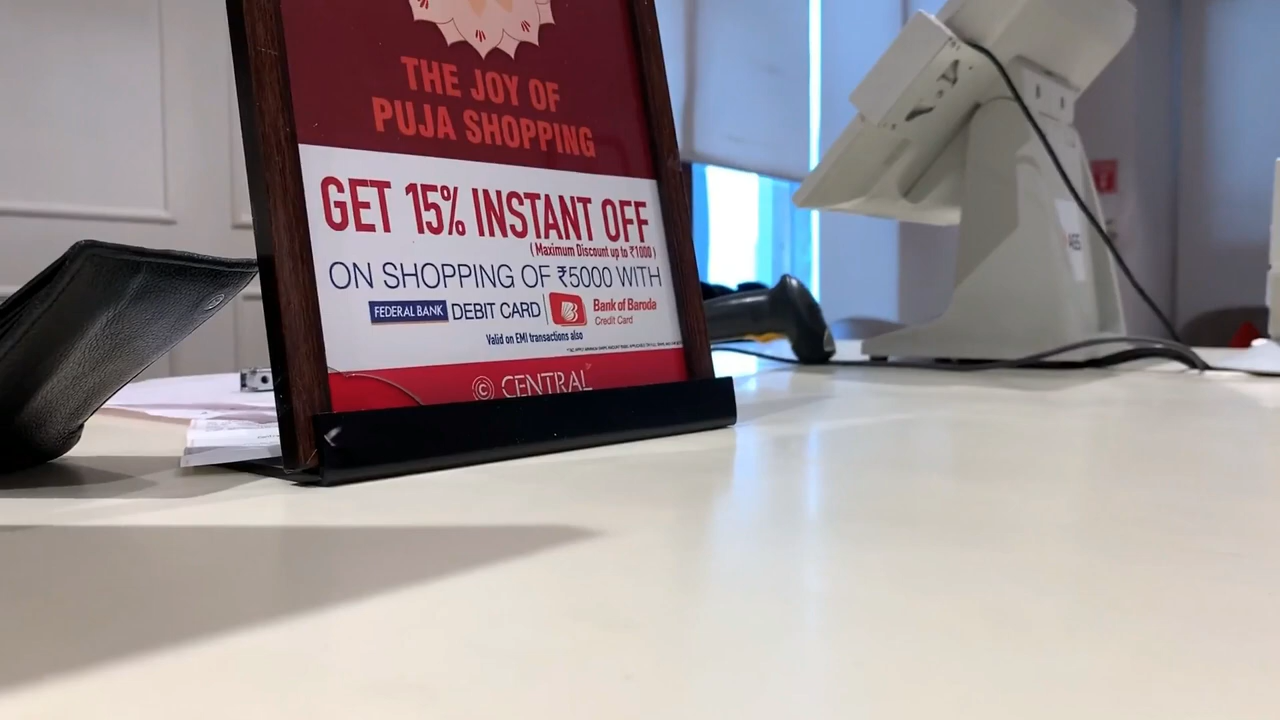 THE JOY OF
PUJA SHOPPING
GET 15% INSTANT OFF
( Maximum Discount up to ₹1000 )
ON SHOPPING OF ₹5000 WITH
FEDERAL BANK DEBIT CARD Bank of Baroda
Credit Card
Valid on EMI transactions also
© CENTRAL